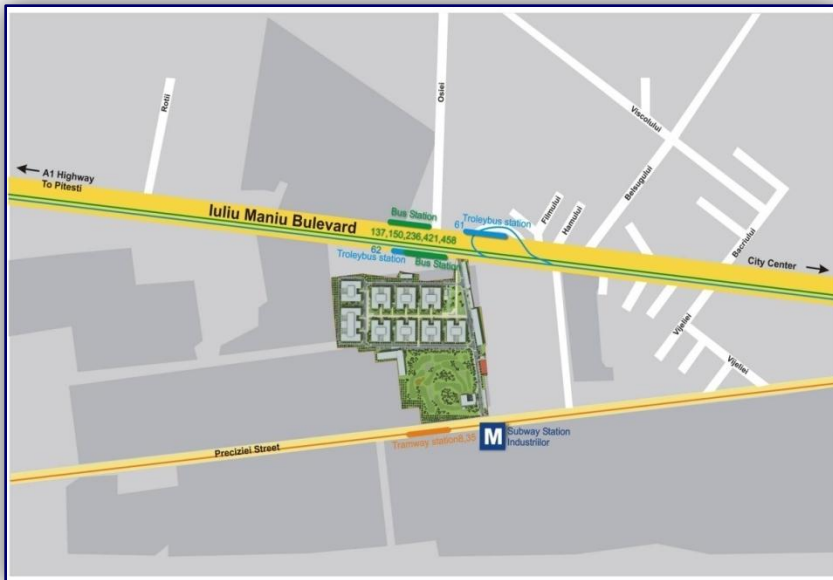 Rotii
Osiei
Viscolului
Belsugului
A1 Highway
To Pitesti
Iuliu Maniu Bulevard
Bus Station
137,150,236,421,458
61
Troleybus station
Filmului
Hamului
Bacriului
City Center
62
Troleybus station
Bus Station
Vijeliei
Vijeliei
Preciziei Street
Tramway station8,35
M
Subway Station
Industriilor